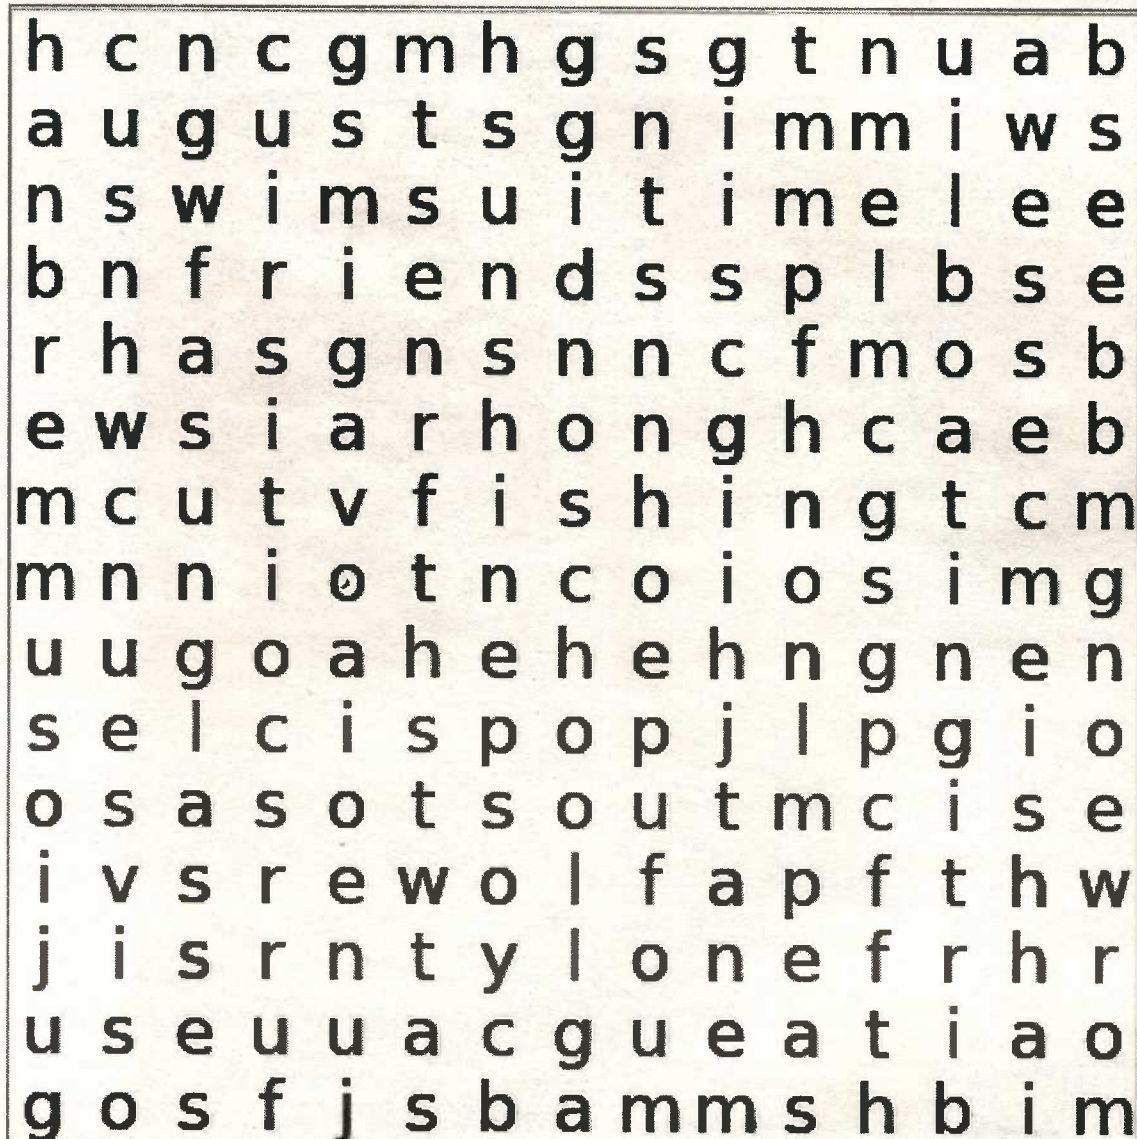 h c n c g m h g s g t n u a b
a u g u s t s g n i m m i w s
n s w i m s u i t i m e l e e
b n f r i e n d s s p l b s e
r h a s g n s n n c f m o s b
e w s i a r h o n g h c a e b
m c u t v f i s h i n g t c m
m n n i o t n c o i o s i m g
u u g o a h e h e h n g n e n
s e l c i s p o p j l p g i o
o s a s o t s o u t m c i s e
i v s r e w o l f a p f t h w
j i s r n t y l o n e f r h r
u s e u u a c g u e a t i a o
g o s f j s b a m m s h b i m